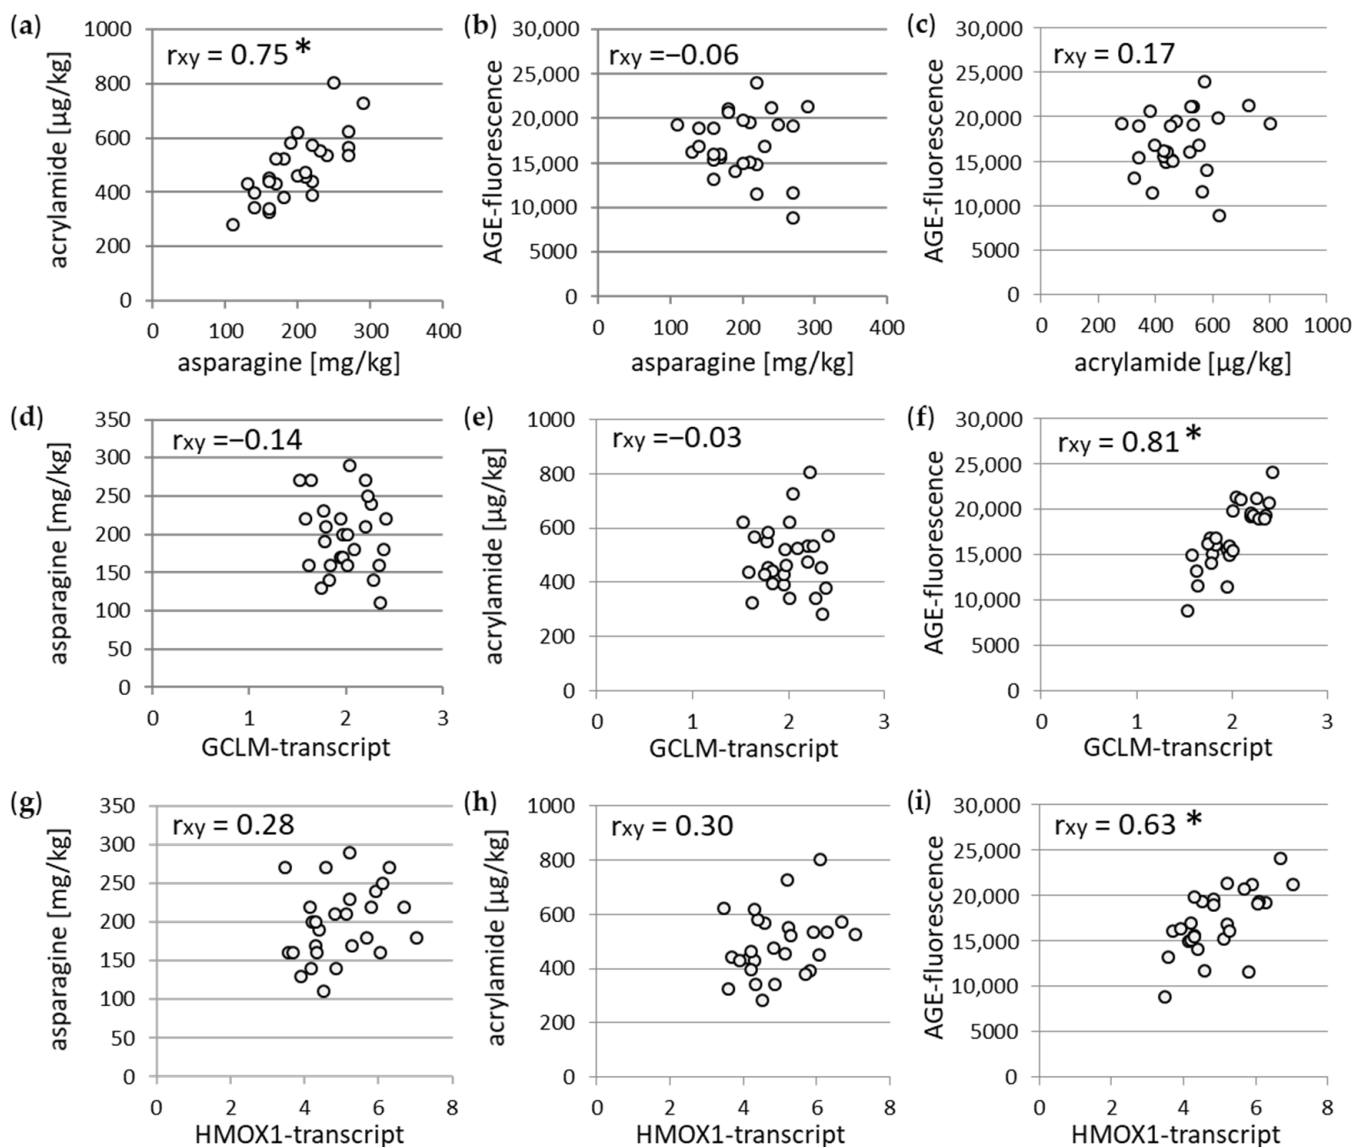 (a)
rxy = 0.75 *
acrylamide [µg/kg]
1000
800
600
400
200
0
0 100 200 300 400
asparagine [mg/kg]
(b)
rxy =−0.06
AGE-fluorescence
30,000
25,000
20,000
15,000
10,000
5000
0
0 100 200 300 400
asparagine [mg/kg]
(c)
rxy = 0.17
AGE-fluorescence
30,000
25,000
20,000
15,000
10,000
5000
0
0 200 400 600 800 1000
acrylamide [µg/kg]
(d)
rxy =−0.14
asparagine [mg/kg]
350
300
250
200
150
100
50
0
0 1 2 3
GCLM-transcript
(e)
rxy =−0.03
acrylamide [µg/kg]
1000
800
600
400
200
0
0 1 2 3
GCLM-transcript
(f)
rxy = 0.81 *
AGE-fluorescence
30,000
25,000
20,000
15,000
10,000
5000
0
0 1 2 3
GCLM-transcript
(g)
rxy = 0.28
asparagine [mg/kg]
350
300
250
200
150
100
50
0
0 2 4 6 8
HMOX1-transcript
(h)
rxy = 0.30
acrylamide [µg/kg]
1000
800
600
400
200
0
0 2 4 6 8
HMOX1-transcript
(i)
rxy = 0.63 *
AGE-fluorescence
30,000
25,000
20,000
15,000
10,000
5000
0
0 2 4 6 8
HMOX1-transcript